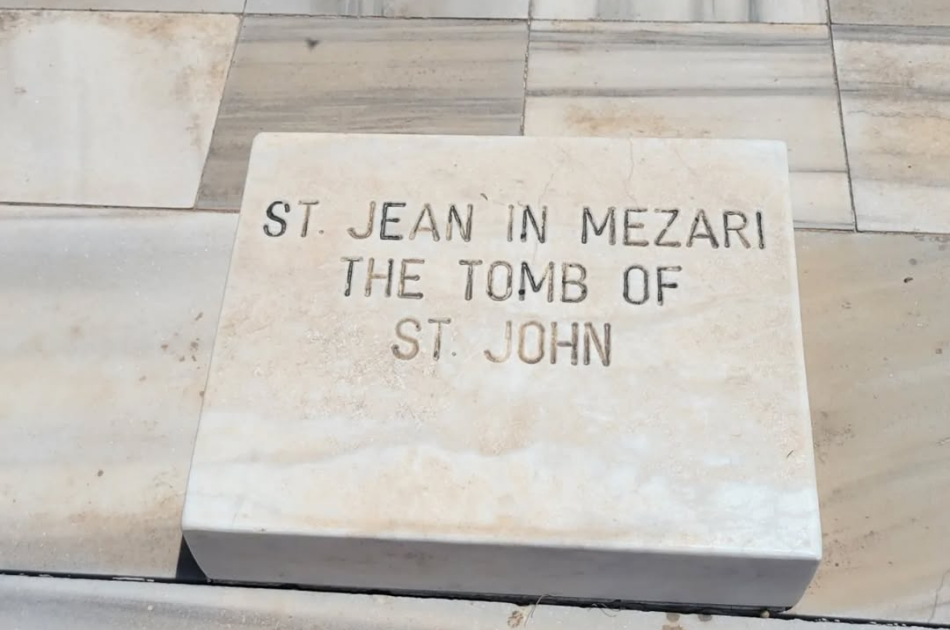 ST. JEAN IN MEZARI
THE TOMB OF
ST. JOHN